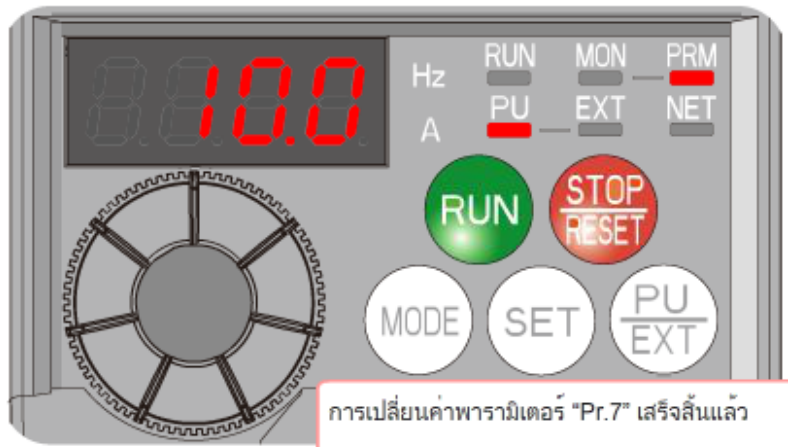 10.0
Hz RUN MON PRM
A PU EXT NET
RUN
STOP
RESET
MODE
SET
PU
EXT
การเปลี่ยนค่าพารามิเตอร์ “Pr.7” เสร็จสิ้นแล้ว